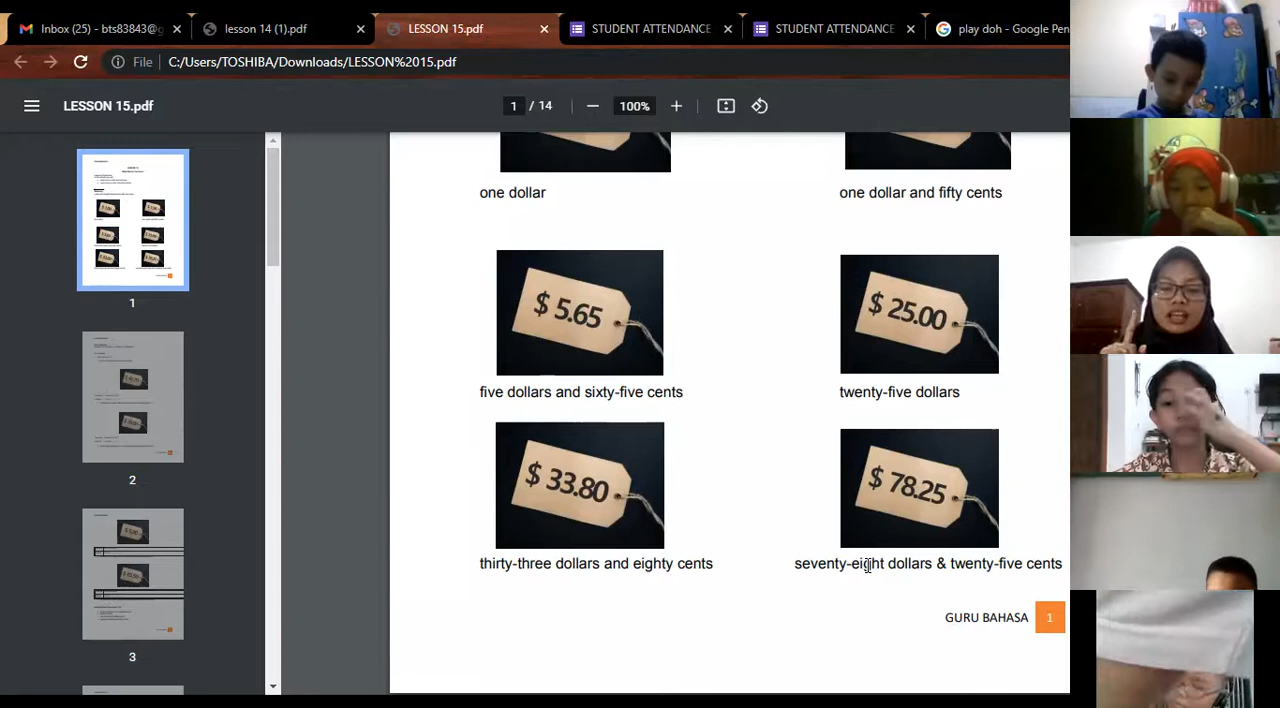 Inbox (25) - bts83843@g
lesson 14 (1).pdf
LESSON 15.pdf
STUDENT ATTENDANCE
STUDENT ATTENDANCE
play doh - Google Pen
File
C:/Users/TOSHIBA/Downloads/LESSON%2015.pdf
LESSON 15.pdf
1 / 14
100%
one dollar
one dollar and fifty cents
$ 5.65
$ 25.00
five dollars and sixty-five cents
twenty-five dollars
$ 33.80
$ 78.25
thirty-three dollars and eighty cents
seventy-eight dollars & twenty-five cents
GURU BAHASA 1
1
2
3